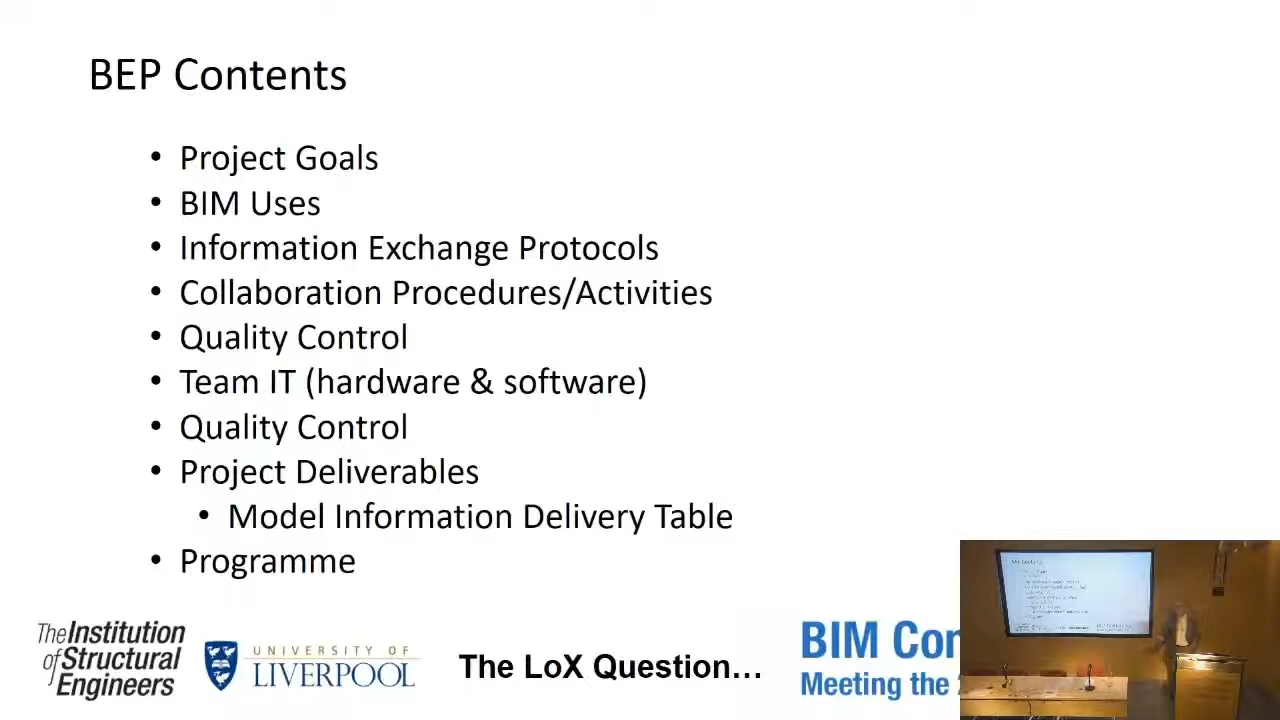 BEP Contents
• Project Goals
• BIM Uses
• Information Exchange Protocols
• Collaboration Procedures/Activities
• Quality Control
• Team IT (hardware & software)
• Quality Control
• Project Deliverables
• Model Information Delivery Table
• Programme
The Institution
of Structural
Engineers
UNIVERSITY OF
LIVERPOOL
The LoX Question...
BIM Con
Meeting the